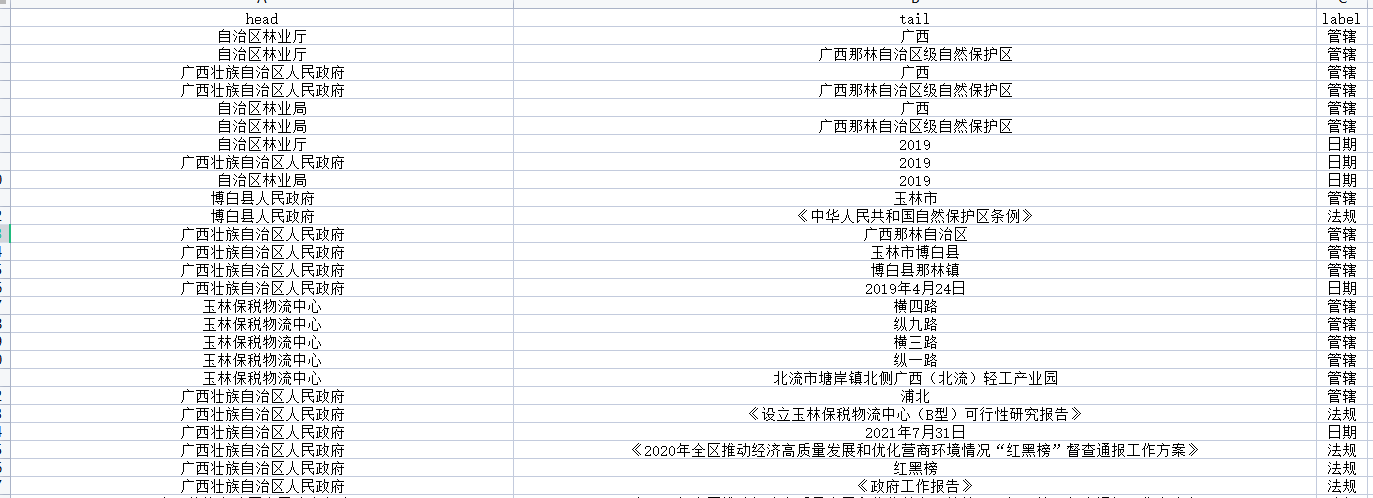 head tail label
自治区林业厅 广西 管辖
自治区林业厅 广西那林自治区级自然保护区 管辖
广西壮族自治区人民政府 广西 管辖
广西壮族自治区人民政府 广西那林自治区级自然保护区 管辖
自治区林业局 广西 管辖
自治区林业局 广西那林自治区级自然保护区 管辖
自治区林业厅 2019 日期
广西壮族自治区人民政府 2019 日期
自治区林业局 2019 日期
博白县人民政府 玉林市 管辖
博白县人民政府 《中华人民共和国自然保护区条例》 法规
广西壮族自治区人民政府 广西那林自治区 管辖
广西壮族自治区人民政府 玉林市博白县 管辖
广西壮族自治区人民政府 博白县那林镇 管辖
广西壮族自治区人民政府 2019年4月24日 日期
玉林保税物流中心 横四路 管辖
玉林保税物流中心 纵九路 管辖
玉林保税物流中心 横三路 管辖
玉林保税物流中心 纵一路 管辖
玉林保税物流中心 北流市塘岸镇北侧广西（北流）轻工产业园 管辖
广西壮族自治区人民政府 浦北 管辖
广西壮族自治区人民政府 《设立玉林保税物流中心（B型）可行性研究报告》 法规
广西壮族自治区人民政府 2021年7月31日 日期
广西壮族自治区人民政府 《2020年全区推动经济高质量发展和优化营商环境情况“红黑榜”督查通报工作方案》 法规
广西壮族自治区人民政府 红黑榜 法规
广西壮族自治区人民政府 《政府工作报告》 法规